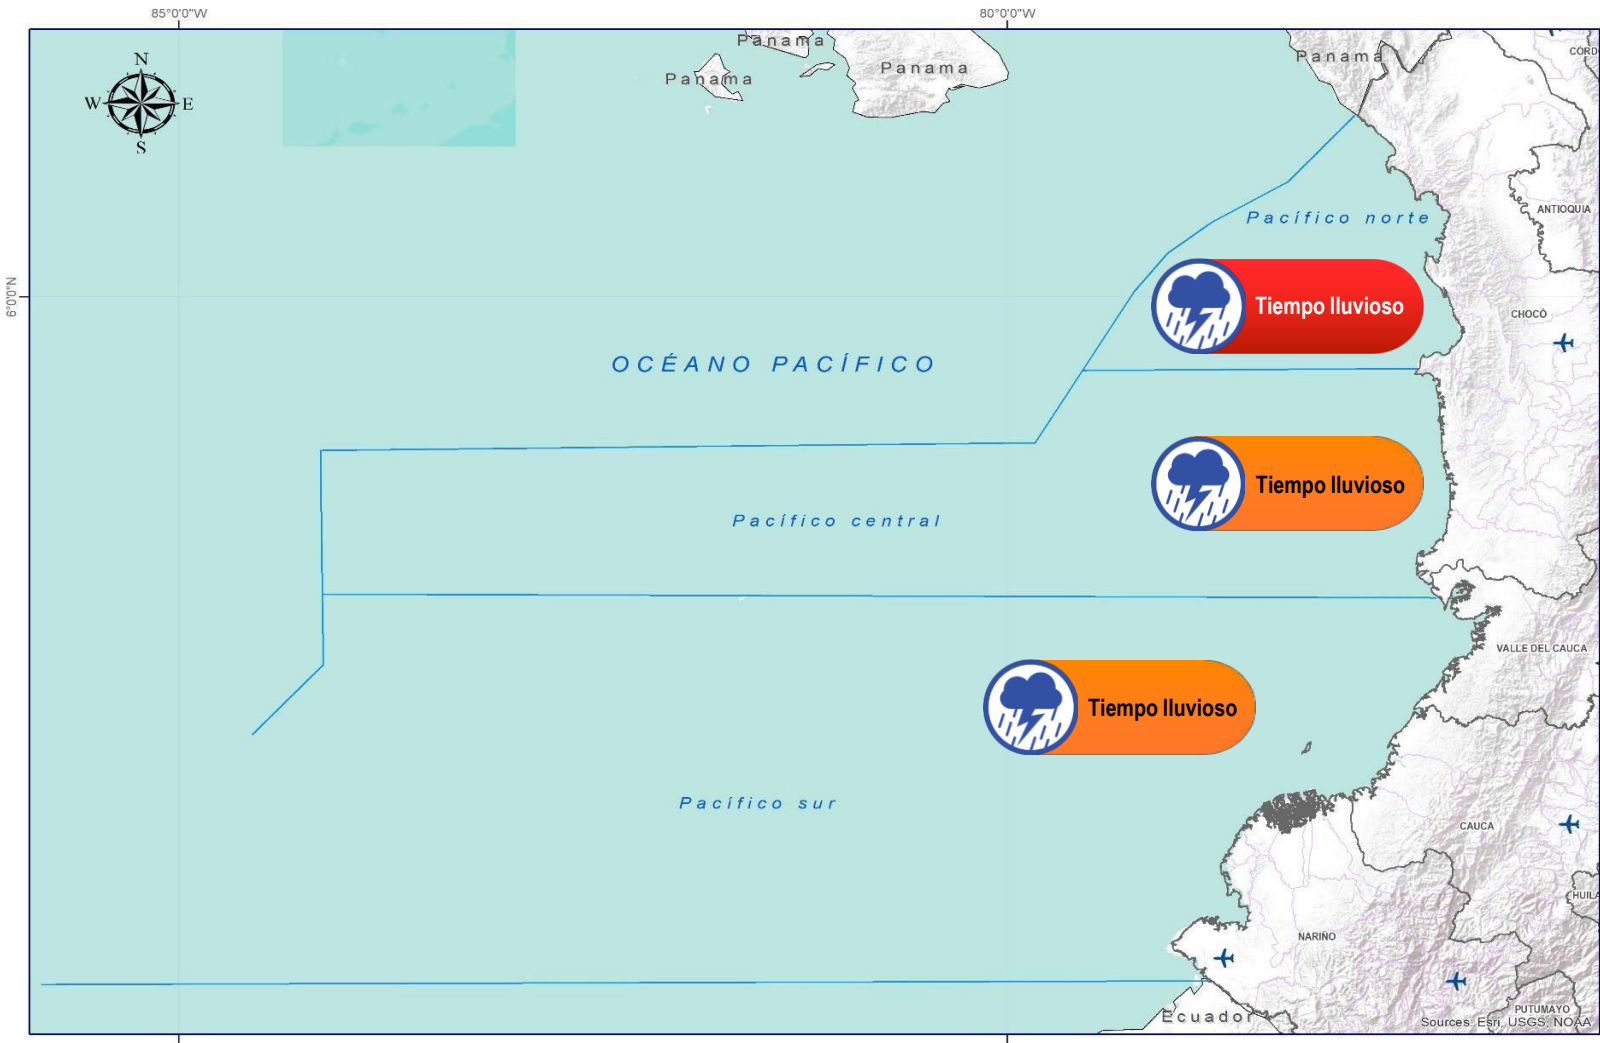 85°0'0"W
80°0'0"W
N
W
E
S
Panama
Panama
Panama
Panama
ANTIOQUIA
Pacífico norte
6°0'0"N
Tiempo lluvioso
CHOCÓ
OCÉANO PACÍFICO
Tiempo lluvioso
Pacífico central
VALLE DEL CAUCA
Tiempo lluvioso
Pacífico sur
CAUCA
NARIÑO
PUTUMAYO
Ecuador
Sources: Esri, USGS, NOAA